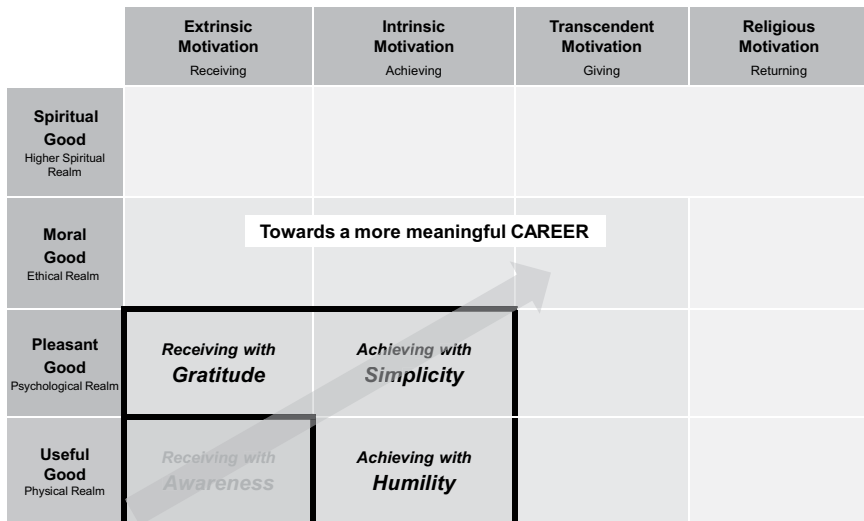 Extrinsic
Motivation
Receiving
Intrinsic
Motivation
Achieving
Transcendent
Motivation
Giving
Religious
Motivation
Returning
Spiritual
Good
Higher Spiritual
Realm
Moral
Good
Ethical Realm
Towards a more meaningful CAREER
Pleasant
Good
Psychological Realm
Receiving with
Gratitude
Achieving with
Simplicity
Useful
Good
Physical Realm
Receiving with
Awareness
Achieving with
Humility